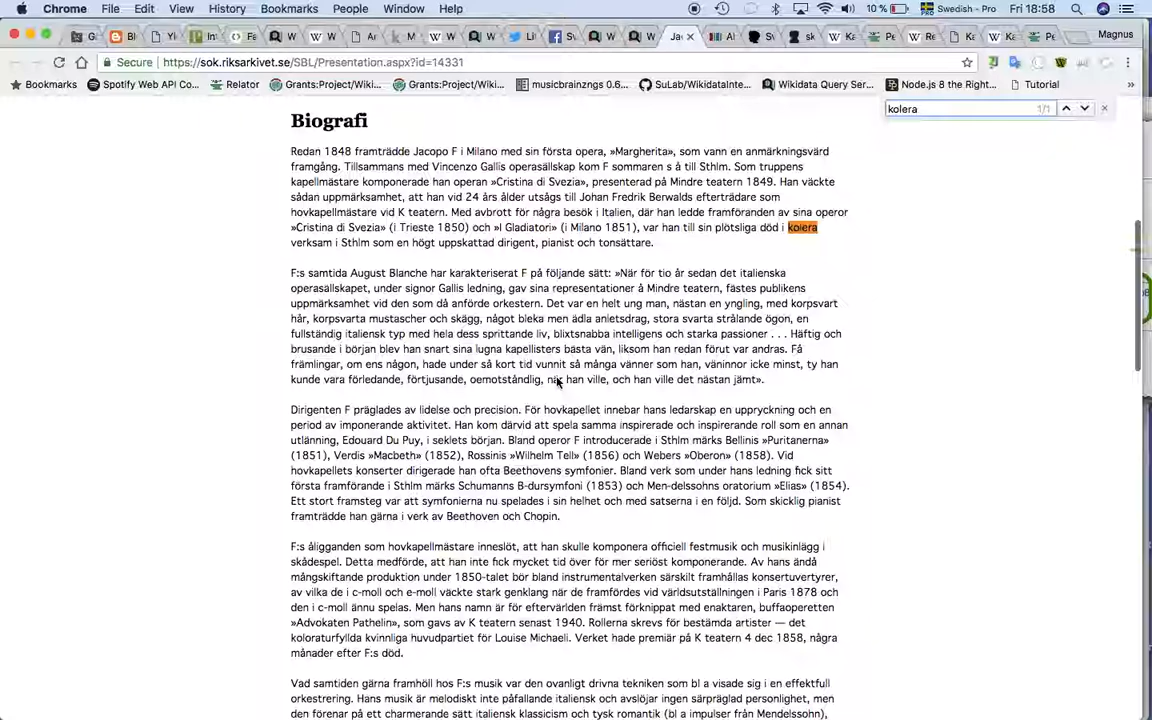 Chrome File Edit View History Bookmarks People Window Help 10 % Swedish - Pro Fri 18:58
G Bl Yl Int Fe W W Ar M W W Li Sv W W Jav Al Sv sk Ke Pe Re Ka Ke Pe Magnus
Secure https://sok.riksarkivet.se/SBL/Presentation.aspx?id=14331
Bookmarks Spotify Web API Co... Relator Grants:Project/Wiki... Grants:Project/Wiki... musicbrainzngs 0.6... SuLab/WikidataInte... Wikidata Query Ser... Node.js 8 the Right... Tutorial »
kolera 1/1
Biografi
Redan 1848 framträdde Jacopo F i Milano med sin första opera, »Margherita», som vann en anmärkningsvärd
framgång. Tillsammans med Vincenzo Gallis operasällskap kom F sommaren s å till Sthlm. Som truppens
kapellmästare komponerade han operan »Cristina di Svezia», presenterad på Mindre teatern 1849. Han väckte
sådan uppmärksamhet, att han vid 24 års ålder utsågs till Johan Fredrik Berwalds efterträdare som
hovkapellmästare vid K teatern. Med avbrott för några besök i Italien, där han ledde framföranden av sina operor
»Cristina di Svezia» (i Trieste 1850) och »I Gladiatori» (i Milano 1851), var han till sin plötsliga död i kolera
verksam i Sthlm som en högt uppskattad dirigent, pianist och tonsättare.
F:s samtida August Blanche har karakteriserat F på följande sätt: »När för tio år sedan det italienska
operasällskapet, under signor Gallis ledning, gav sina representationer å Mindre teatern, fästes publikens
uppmärksamhet vid den som då anförde orkestern. Det var en helt ung man, nästan en yngling, med korpsvart
hår, korpsvarta mustascher och skägg, något bleka men ädla anletsdrag, stora svarta strålande ögon, en
fullständig italiensk typ med hela dess sprittande liv, blixtsnabba intelligens och starka passioner . . . Häftig och
brusande i början blev han snart sina lugna kapellisters bästa vän, liksom han redan förut var andras. Få
främlingar, om ens någon, hade under så kort tid vunnit så många vänner som han, väninnor icke minst, ty han
kunde vara förledande, förtjusande, oemotståndlig, när han ville, och han ville det nästan jämt».
Dirigenten F präglades av lidelse och precision. För hovkapellet innebar hans ledarskap en uppryckning och en
period av imponerande aktivitet. Han kom därvid att spela samma inspirerade och inspirerande roll som en annan
utlänning, Edouard Du Puy, i seklets början. Bland operor F introducerade i Sthlm märks Bellinis »Puritanerna»
(1851), Verdis »Macbeth» (1852), Rossinis »Wilhelm Tell» (1856) och Webers »Oberon» (1858). Vid
hovkapellets konserter dirigerade han ofta Beethovens symfonier. Bland verk som under hans ledning fick sitt
första framförande i Sthlm märks Schumanns B-dursymfoni (1853) och Men-delssohns oratorium »Elias» (1854).
Ett stort framsteg var att symfonierna nu spelades i sin helhet och med satserna i en följd. Som skicklig pianist
framträdde han gärna i verk av Beethoven och Chopin.
F:s åligganden som hovkapellmästare inneslöt, att han skulle komponera officiell festmusik och musikinlägg i
skådespel. Detta medförde, att han inte fick mycket tid över för mer seriöst komponerande. Av hans ändå
mångskiftande produktion under 1850-talet bör bland instrumentalverken särskilt framhållas konsertuvertyrer,
av vilka de i c-moll och e-moll väckte stark genklang när de framfördes vid världsutställningen i Paris 1878 och
den i c-moll ännu spelas. Men hans namn är för eftervärlden främst förknippat med enaktaren, buffaoperetten
»Advokaten Pathelin», som gavs av K teatern senast 1940. Rollerna skrevs för bestämda artister — det
koloraturfyllda kvinnliga huvudpartiet för Louise Michaeli. Verket hade premiär på K teatern 4 dec 1858, några
månader efter F:s död.
Vad samtiden gärna framhöll hos F:s musik var den ovanligt drivna tekniken som bl a visade sig i en effektfull
orkestrering. Hans musik är melodiskt inte påfallande italiensk och avslöjar ingen särpräglad personlighet, men
den förenar på ett charmerande sätt italiensk klassicism och tysk romantik (bl a impulser från Mendelssohn),